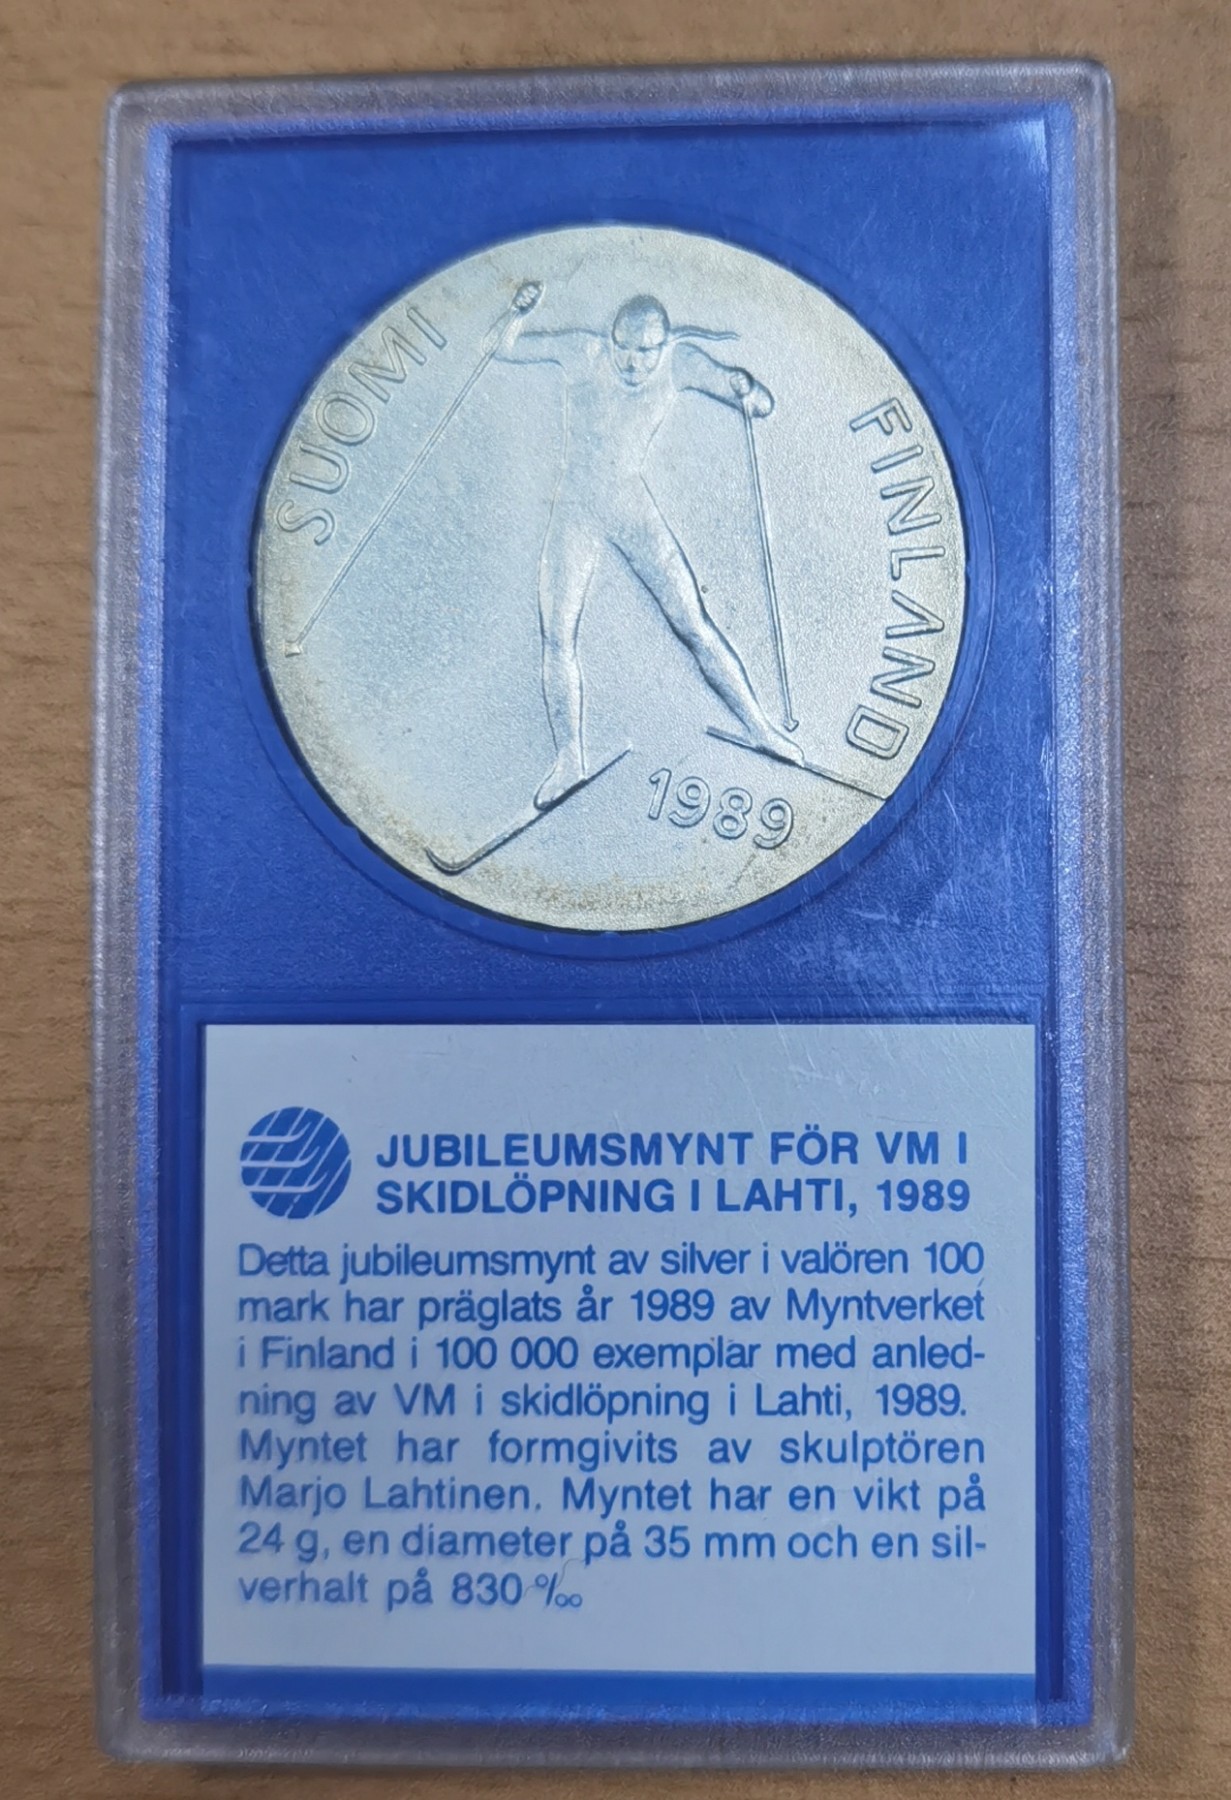 SUOMI
FINLAND
1989
JUBILEUMSMYNT FÖR VM I
SKIDLÖPNING I LAHTI, 1989
Detta jubileumsmynt av silver i valören 100
mark har präglats år 1989 av Myntverket
i Finland i 100 000 exemplar med anled-
ning av VM i skidlöpning i Lahti, 1989.
Myntet har formgivits av skulptören
Marjo Lahtinen. Myntet har en vikt på
24 g, en diameter på 35 mm och en sil-
verhalt på 830 ‰